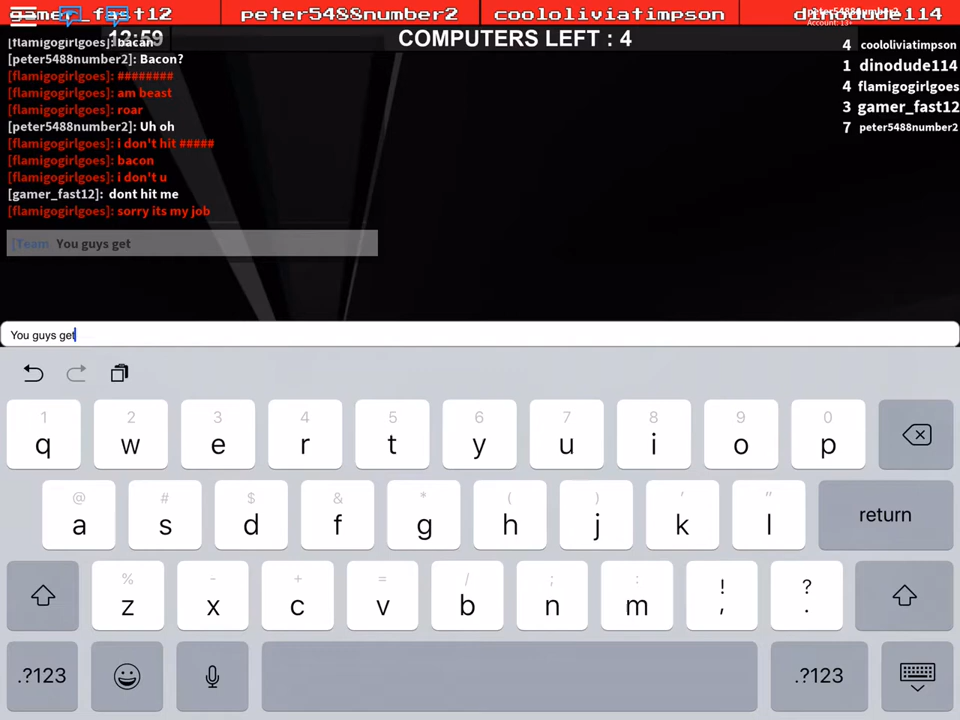 gamer_fast12 peter5488number2 coololiviatimpson dinodude114
peter5488number2
Account: 13+
12:59
COMPUTERS LEFT : 4
[flamigogirlgoes]: bacan
[peter5488number2]: Bacon?
[flamigogirlgoes]: ########
[flamigogirlgoes]: am beast
[flamigogirlgoes]: roar
[peter5488number2]: Uh oh
[flamigogirlgoes]: i don't hit #####
[flamigogirlgoes]: bacon
[flamigogirlgoes]: i don't u
[gamer_fast12]: dont hit me
[flamigogirlgoes]: sorry its my job
4 coololiviatimpson
1 dinodude114
4 flamigogirlgoes
3 gamer_fast12
7 peter5488number2
[Team You guys get
You guys get
1 2 3 4 5 6 7 8 9 0
q w e r t y u i o p
@ # $ & * ( ) ' "
a s d f g h j k l return
% - + = / ; : ! ?
z x c v b n m , .
.?123 .?123